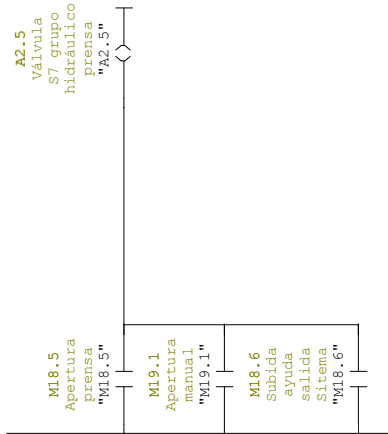 A2.5
Válvula
S7 grupo
hidráulico
prensa
"A2.5"
M18.5
Apertura
prensa
"M18.5"
M19.1
Apertura
manual
"M19.1"
M18.6
Subida
ayuda
salida
Sitema
"M18.6"